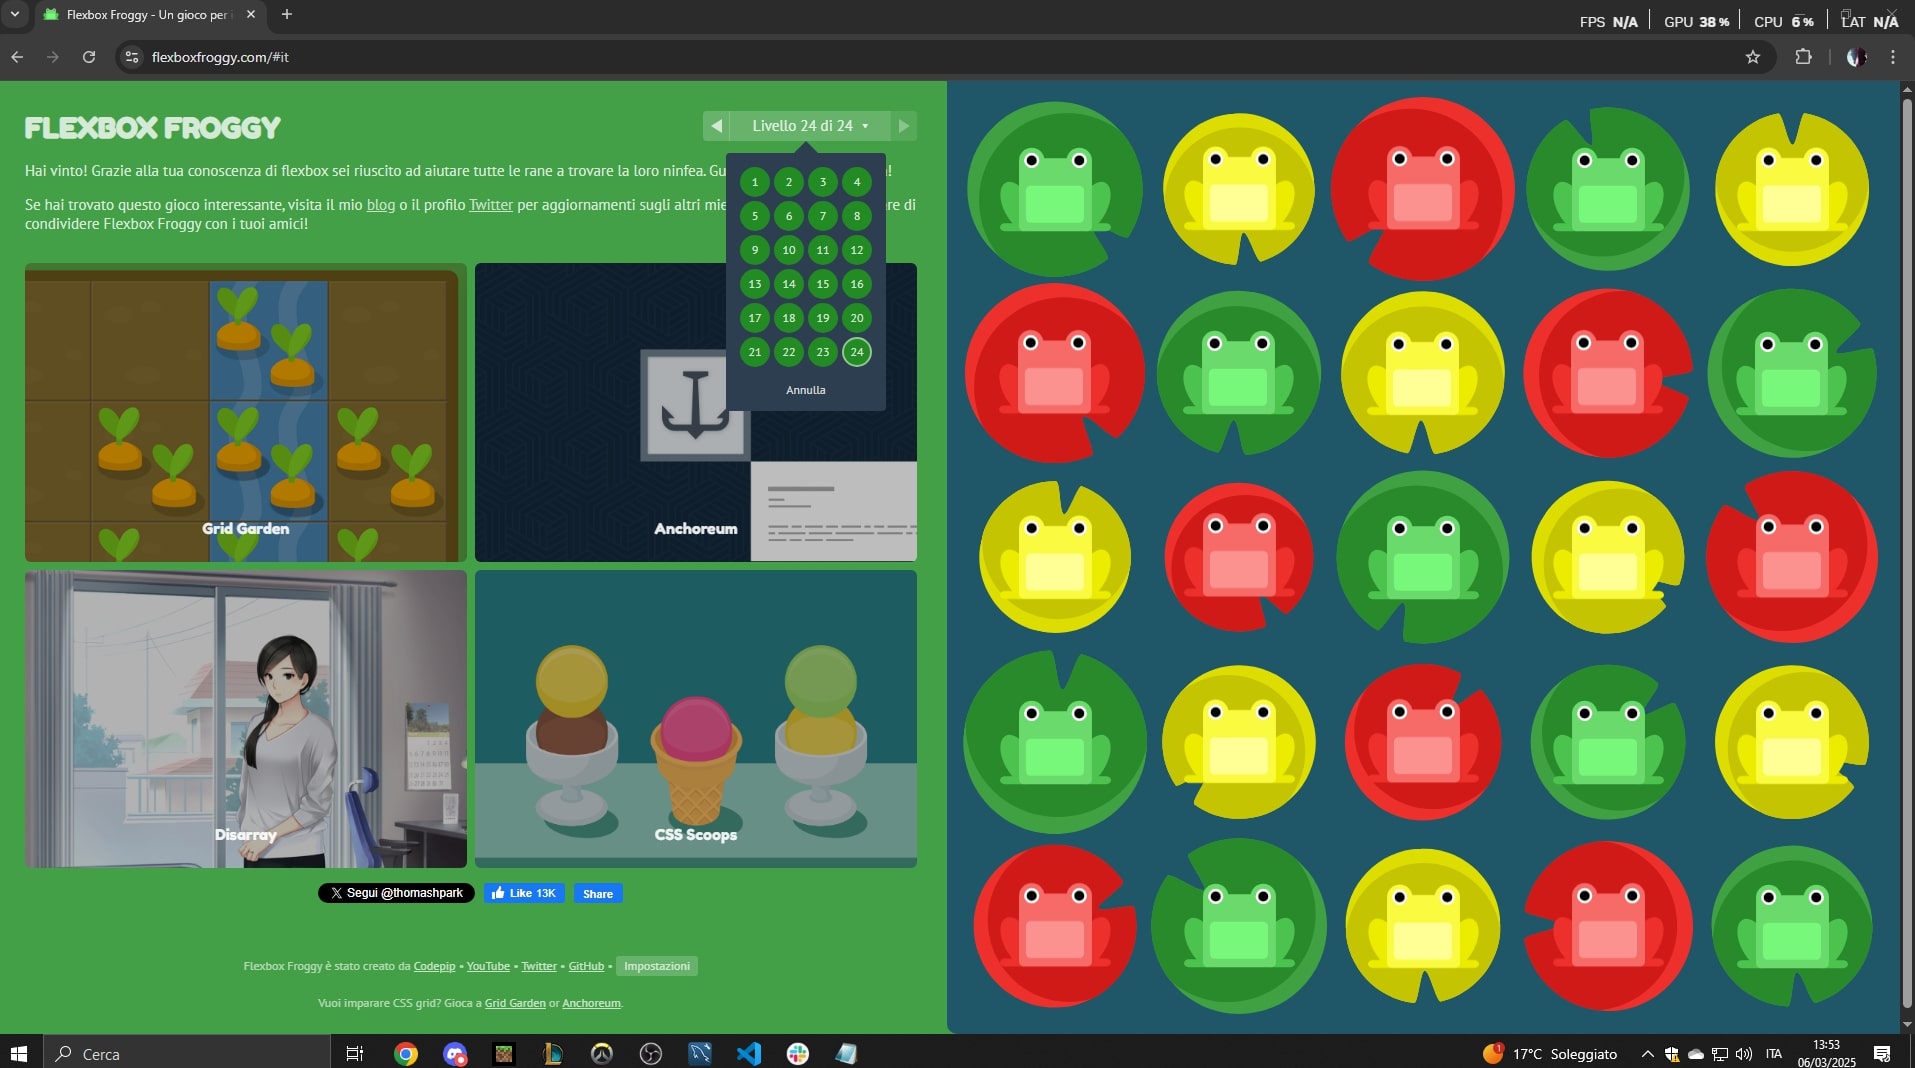 Flexbox Froggy - Un gioco per i
FPS N/A GPU 38 % CPU 6 % LAT N/A
flexboxfroggy.com/#it
FLEXBOX FROGGY
Livello 24 di 24
Hai vinto! Grazie alla tua conoscenza di flexbox sei riuscito ad aiutare tutte le rane a trovare la loro ninfea. Gu
!
Se hai trovato questo gioco interessante, visita il mio blog o il profilo Twitter per aggiornamenti sugli altri mie
re di
condividere Flexbox Froggy con i tuoi amici!
1 2 3 4
5 6 7 8
9 10 11 12
13 14 15 16
17 18 19 20
21 22 23 24
Annulla
Grid Garden
Anchoreum
Disarray
CSS Scoops
Segui @thomashpark
Like 13K
Share
Flexbox Froggy è stato creato da Codepip • YouTube • Twitter • GitHub • Impostazioni
Vuoi imparare CSS grid? Gioca a Grid Garden or Anchoreum.
Cerca
1
17°C Soleggiato
ITA
13:53
06/03/2025